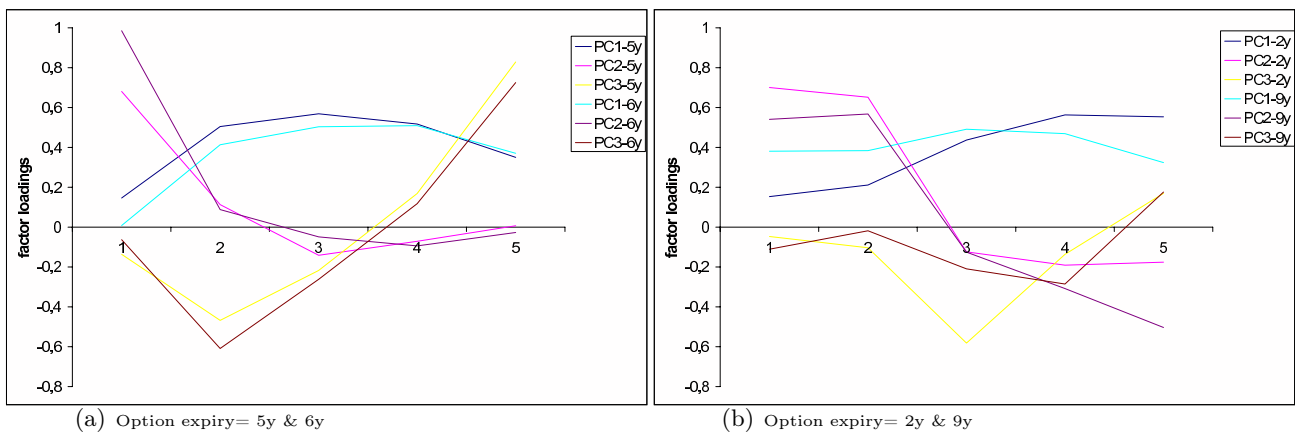 1
0,8
0,6
0,4
0,2
0
-0,2
-0,4
-0,6
-0,8
factor loadings
1 2 3 4 5
PC1-5y
PC2-5y
PC3-5y
PC1-6y
PC2-6y
PC3-6y
(a) Option expiry= 5y & 6y
1
0,8
0,6
0,4
0,2
0
-0,2
-0,4
-0,6
-0,8
factor loadings
1 2 3 4 5
PC1-2y
PC2-2y
PC3-2y
PC1-9y
PC2-9y
PC3-9y
(b) Option expiry= 2y & 9y